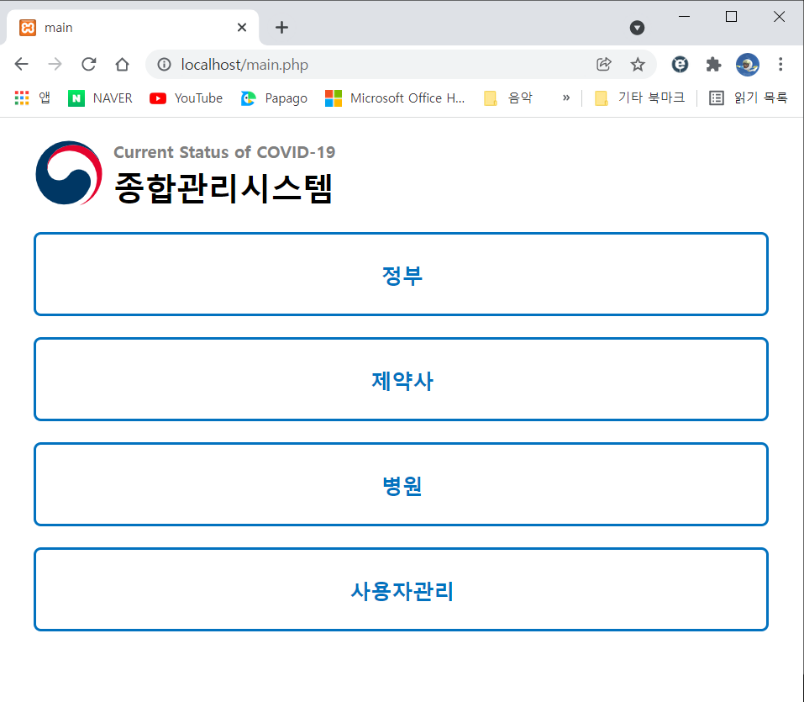 main
localhost/main.php
앱 NAVER YouTube Papago Microsoft Office H... 음악 » 기타 북마크 읽기 목록
Current Status of COVID-19
종합관리시스템
정부
제약사
병원
사용자관리